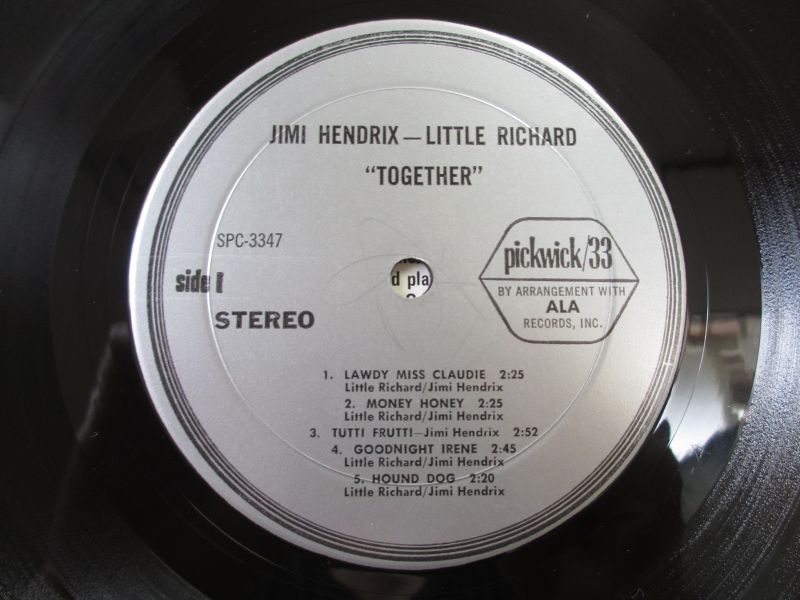 JIMI HENDRIX — LITTLE RICHARD
"TOGETHER"
SPC-3347
side I
STEREO
pickwick/33
BY ARRANGEMENT WITH
ALA
RECORDS, INC.
d pla
1. LAWDY MISS CLAUDIE 2:25
Little Richard/Jimi Hendrix
2. MONEY HONEY 2:25
Little Richard/Jimi Hendrix
3. TUTTI FRUTTI—Jimi Hendrix 2:52
4. GOODNIGHT IRENE 2:45
Little Richard/Jimi Hendrix
5. HOUND DOG 2:20
Little Richard/Jimi Hendrix